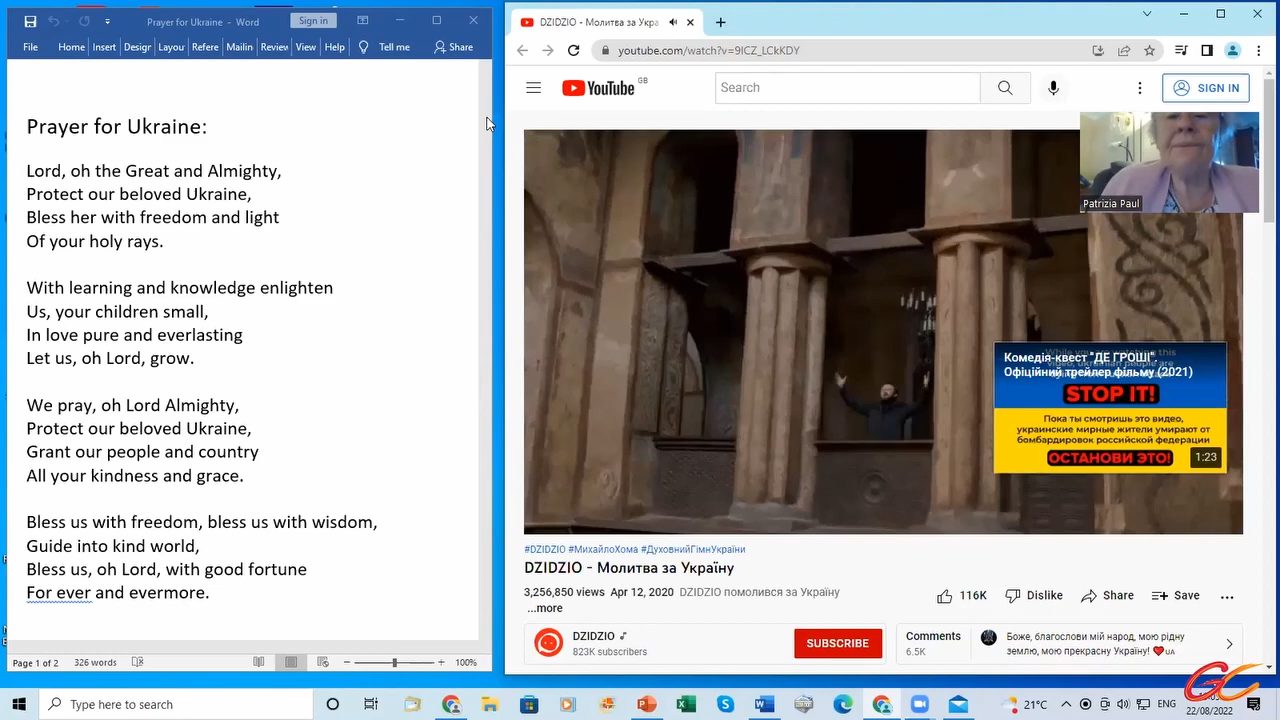 Prayer for Ukraine - Word
Sign in
File Home Insert Desigr Layou Refere Mailin Reviev View Help Tell me Share
Prayer for Ukraine:
Lord, oh the Great and Almighty,
Protect our beloved Ukraine,
Bless her with freedom and light
Of your holy rays.
With learning and knowledge enlighten
Us, your children small,
In love pure and everlasting
Let us, oh Lord, grow.
We pray, oh Lord Almighty,
Protect our beloved Ukraine,
Grant our people and country
All your kindness and grace.
Bless us with freedom, bless us with wisdom,
Guide into kind world,
Bless us, oh Lord, with good fortune
For ever and evermore.
Page 1 of 2 326 words 100%
DZIDZIO - Молитва за Укра
youtube.com/watch?v=9ICZ_LCkKDY
YouTube GB
Search
SIGN IN
Patrizia Paul
Комедія-квест "ДЕ ГРОШІ".
Офіційний трейлер фільму (2021)
STOP IT!
Пока ты смотришь это видео,
украинские мирные жители умирают от
бомбардировок российской федерации
ОСТАНОВИ ЭТО!
1:23
#DZIDZIO #МихайлоХома #ДуховнийГімнУкраїни
DZIDZIO - Молитва за Україну
3,256,850 views Apr 12, 2020 DZIDZIO помолився за Україну
...more
116K Dislike Share Save
DZIDZIO
823K subscribers
SUBSCRIBE
Comments
6.5K
Боже, благослови мій народ, мою рідну
землю, мою прекрасну Україну! ❤️UA
Type here to search
21°C
ENG
22/08/2022
GC